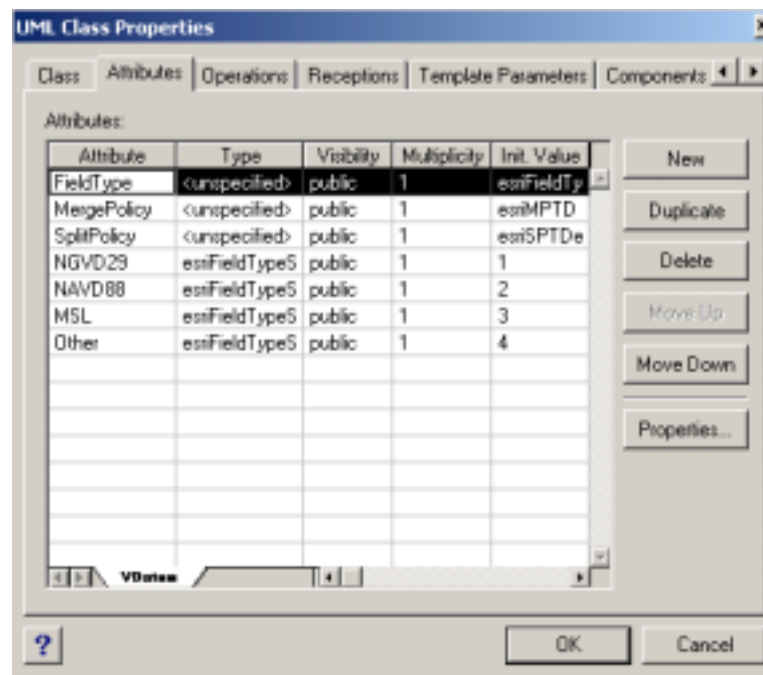 UML Class Properties
Class Attributes Operations Receptions Template Parameters Components
Attributes:
Attribute Type Visibility Multiplicity Init. Value
FieldType <unspecified> public 1 esriFieldTy
MergePolicy <unspecified> public 1 esriMPTD
SplitPolicy <unspecified> public 1 esriSPTDe
NGVD29 esriFieldTypeS public 1 1
NAVD88 esriFieldTypeS public 1 2
MSL esriFieldTypeS public 1 3
Other esriFieldTypeS public 1 4
VDatum
New
Duplicate
Delete
Move Up
Move Down
Properties...
?
OK Cancel